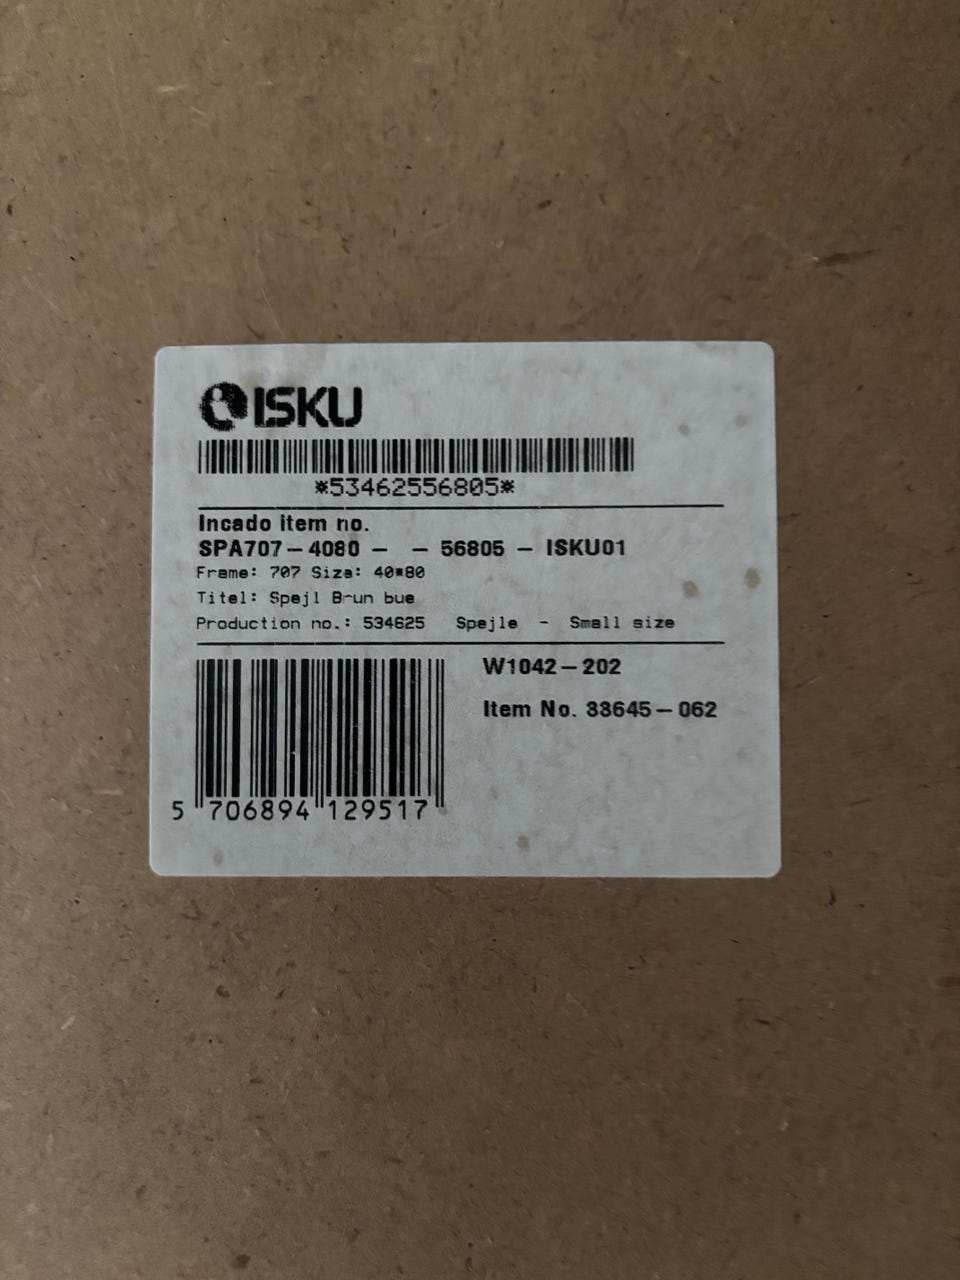 ISKU
*53462556805*
Incado item no.
SPA707-4080 - - 56805 - ISKU01
Frame: 707 Size: 40*80
Titel: Spejl Brun bue
Production no.: 534625 Spejle - Small size
W1042-202
Item No. 33645-062
5 706894 129517